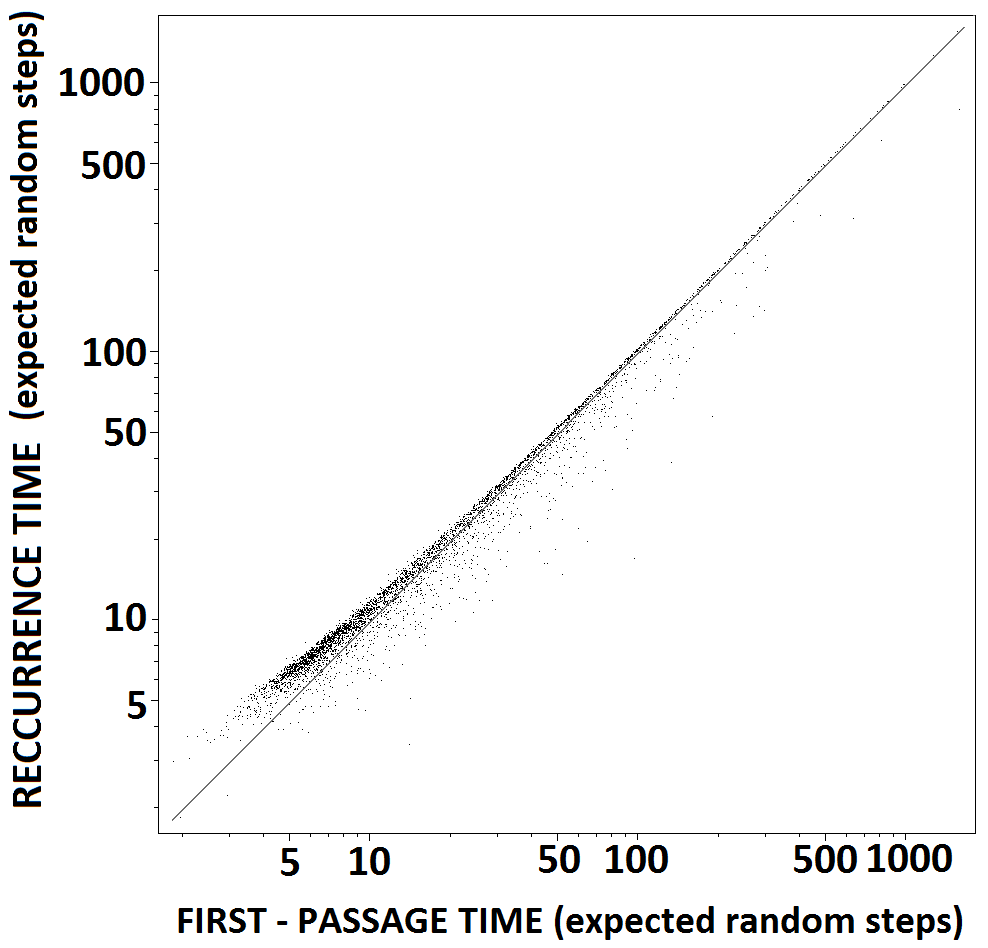 RECCURRENCE TIME (expected random steps)
1000
500
100
50
10
5
5 10 50 100 500 1000
FIRST - PASSAGE TIME (expected random steps)